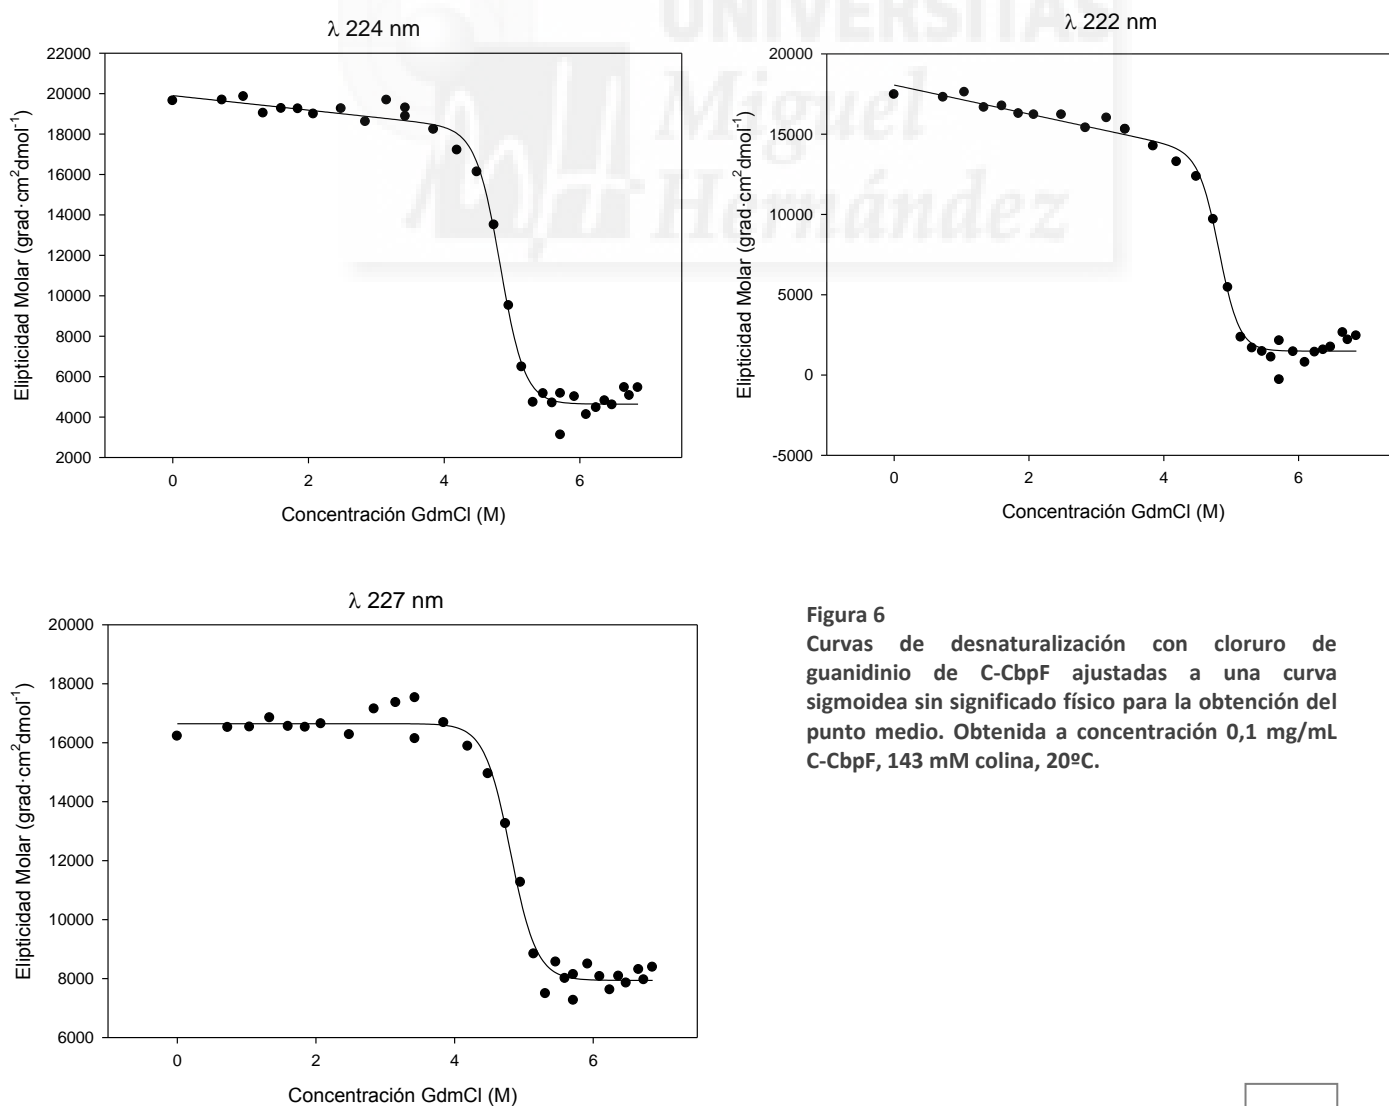 UNIVERSITAS
Miguel
Hernández
λ 224 nm
22000
20000
18000
16000
14000
12000
10000
8000
6000
4000
2000
Elipticidad Molar (grad·cm²dmol⁻¹)
0 2 4 6
Concentración GdmCl (M)
λ 222 nm
20000
15000
10000
5000
0
-5000
Elipticidad Molar (grad·cm²dmol⁻¹)
0 2 4 6
Concentración GdmCl (M)
λ 227 nm
20000
18000
16000
14000
12000
10000
8000
6000
Elipticidad Molar (grad·cm²dmol⁻¹)
0 2 4 6
Concentración GdmCl (M)
Figura 6
Curvas de desnaturalización con cloruro de
guanidinio de C-CbpF ajustadas a una curva
sigmoidea sin significado físico para la obtención del
punto medio. Obtenida a concentración 0,1 mg/mL
C-CbpF, 143 mM colina, 20ºC.